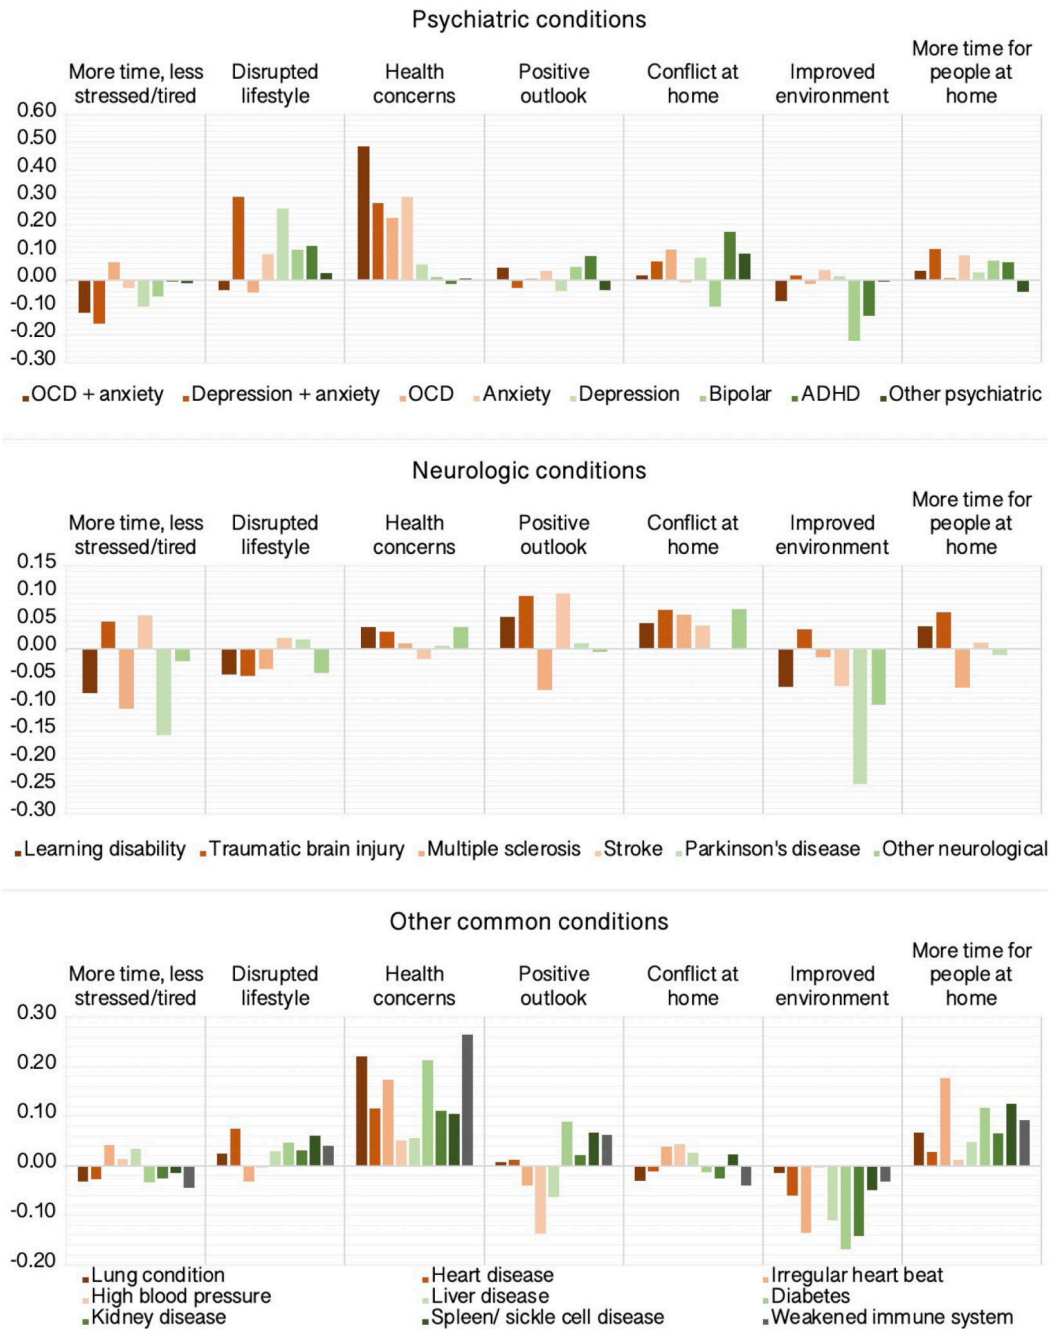 Psychiatric conditions
More time, less stressed/tired
Disrupted lifestyle
Health concerns
Positive outlook
Conflict at home
Improved environment
More time for people at home
0.60
0.50
0.40
0.30
0.20
0.10
0.00
-0.10
-0.20
-0.30
OCD + anxiety Depression + anxiety OCD Anxiety Depression Bipolar ADHD Other psychiatric
Neurologic conditions
More time, less stressed/tired
Disrupted lifestyle
Health concerns
Positive outlook
Conflict at home
Improved environment
More time for people at home
0.15
0.10
0.05
0.00
-0.05
-0.10
-0.15
-0.20
-0.25
-0.30
Learning disability Traumatic brain injury Multiple sclerosis Stroke Parkinson's disease Other neurological
Other common conditions
More time, less stressed/tired
Disrupted lifestyle
Health concerns
Positive outlook
Conflict at home
Improved environment
More time for people at home
0.30
0.20
0.10
0.00
-0.10
-0.20
Lung condition Heart disease Irregular heart beat
High blood pressure Liver disease Diabetes
Kidney disease Spleen/ sickle cell disease Weakened immune system